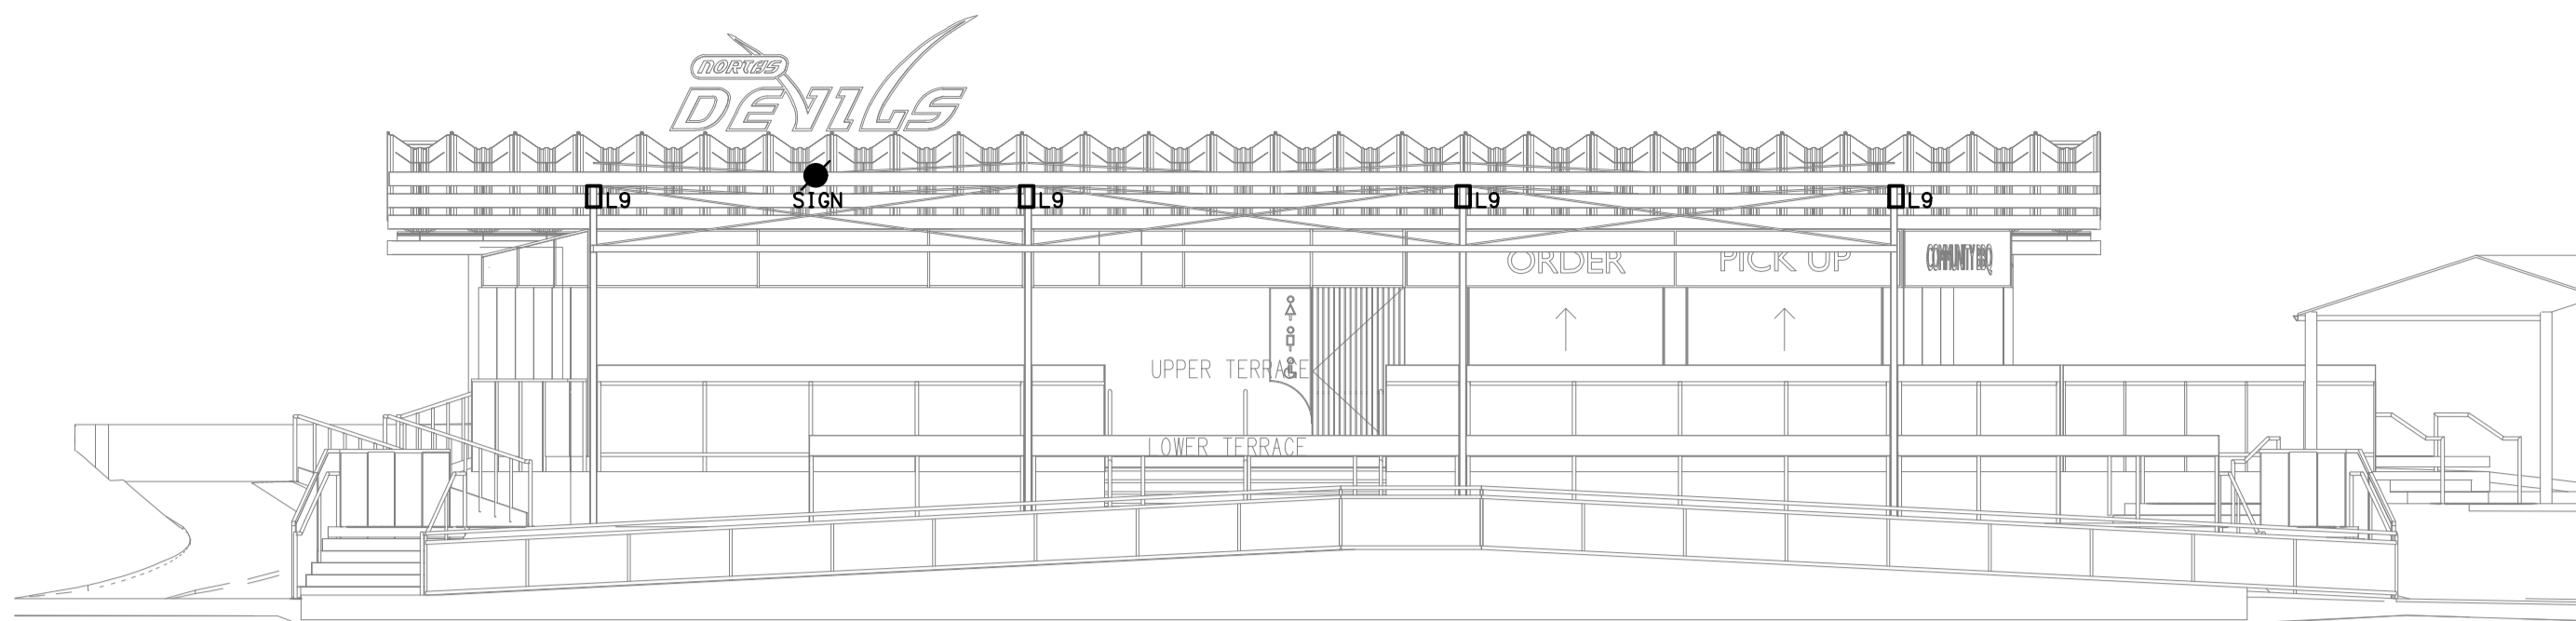 NORTHS
DEVILS
SIGN
L9
L9
L9
L9
ORDER
PICK UP
COMMUNITY BBQ
UPPER TERRACE
LOWER TERRACE